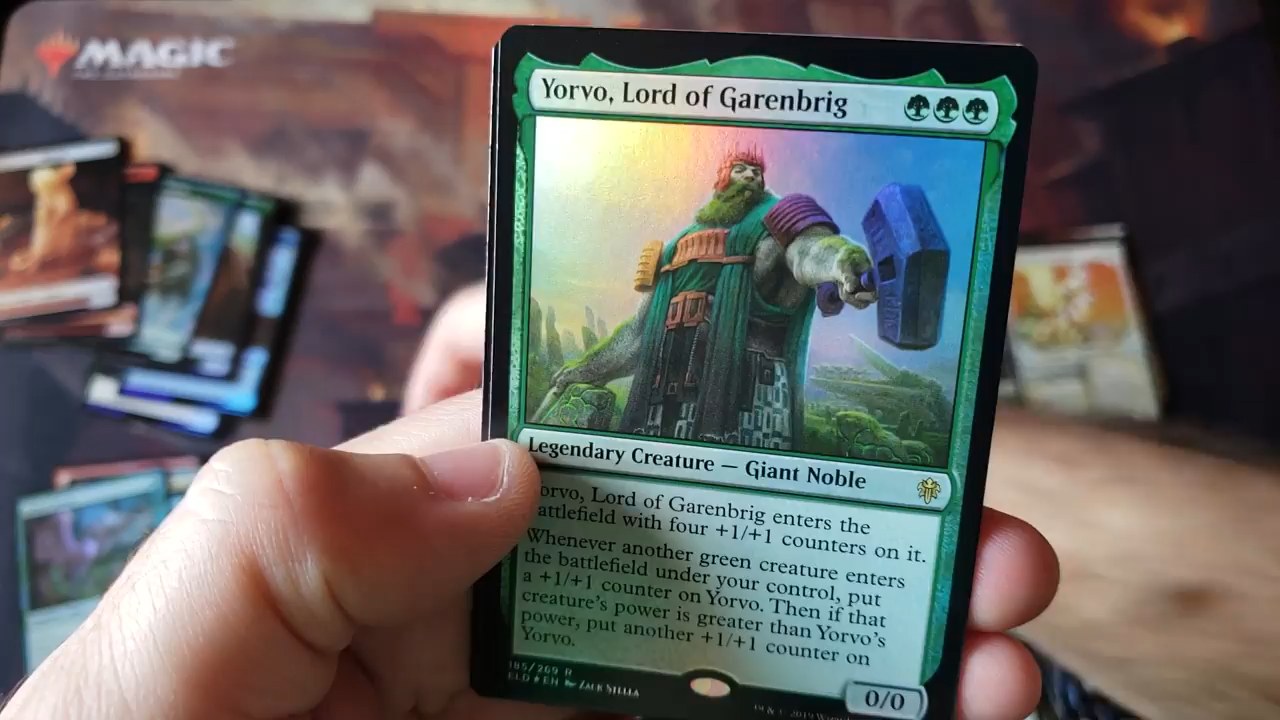 MAGIC
Yorvo, Lord of Garenbrig
Legendary Creature — Giant Noble
orvo, Lord of Garenbrig enters the
attlefield with four +1/+1 counters on it.
Whenever another green creature enters
the battlefield under your control, put
a +1/+1 counter on Yorvo. Then if that
creature's power is greater than Yorvo's
power, put another +1/+1 counter on
Yorvo.
185/269 R
ELD ★ EN Zack Stella
0/0